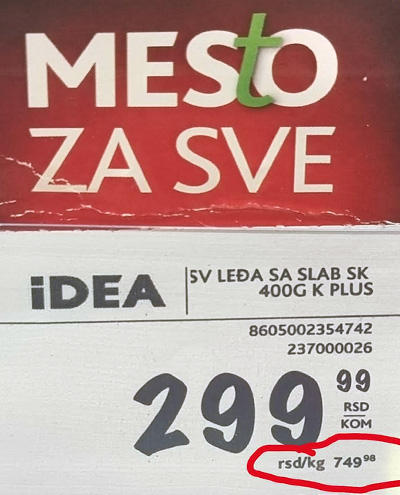 MEStO
ZA SVE
iDEA
SV LEĐA SA SLAB SK
400G K PLUS
8605002354742
237000026
299 99
RSD
KOM
rsd/kg 749 98